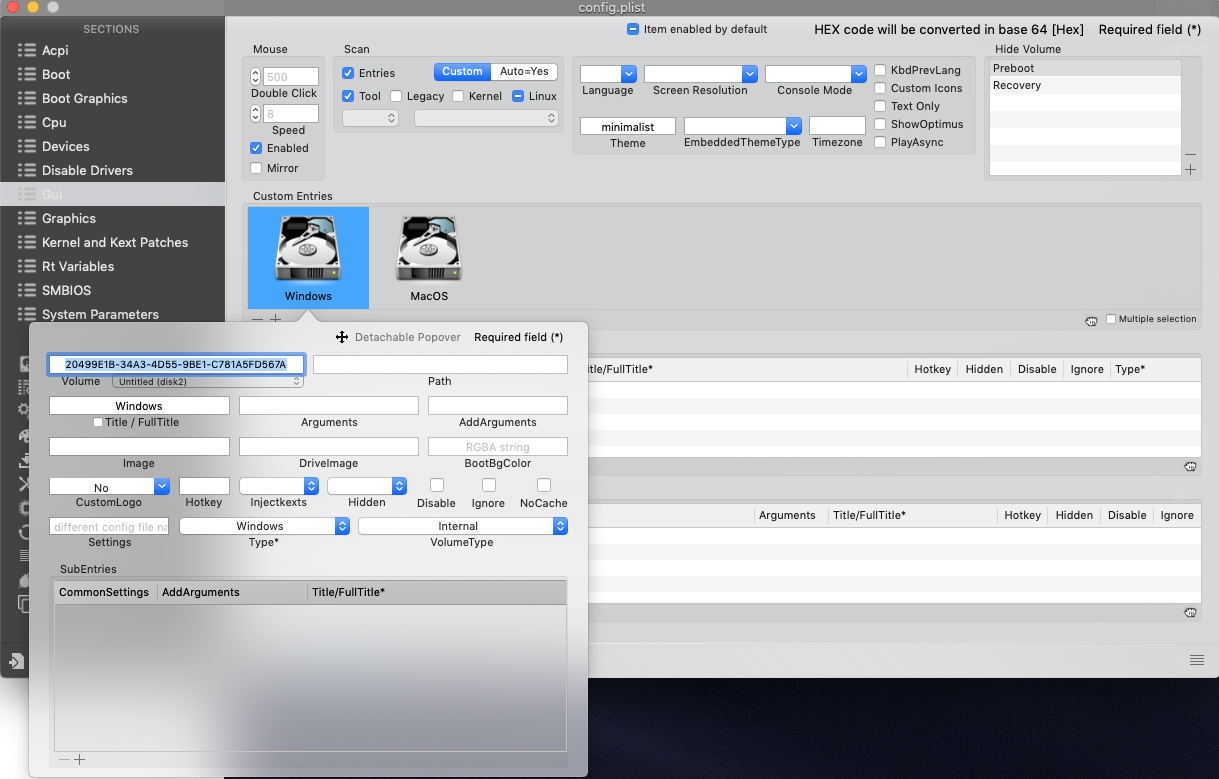 config.plist
SECTIONS
Acpi
Boot
Boot Graphics
Cpu
Devices
Disable Drivers
Gui
Graphics
Kernel and Kext Patches
Rt Variables
SMBIOS
System Parameters
Item enabled by default
HEX code will be converted in base 64 [Hex]
Required field (*)
Mouse
500
Double Click
8
Speed
Enabled
Mirror
Scan
Entries
Custom
Auto=Yes
Tool
Legacy
Kernel
Linux
Language
Screen Resolution
Console Mode
minimalist
Theme
EmbeddedThemeType
Timezone
KbdPrevLang
Custom Icons
Text Only
ShowOptimus
PlayAsync
Hide Volume
Preboot
Recovery
Custom Entries
Windows
MacOS
Multiple selection
Detachable Popover
Required field (*)
20499E1B-34A3-4D55-9BE1-C781A5FD567A
Volume
Untitled (disk2)
Path
Windows
Title / FullTitle
Arguments
AddArguments
Image
DriveImage
RGBA string
BootBgColor
No
CustomLogo
Hotkey
Injectkexts
Hidden
Disable
Ignore
NoCache
different config file na
Settings
Windows
Type*
Internal
VolumeType
SubEntries
CommonSettings
AddArguments
Title/FullTitle*
itle/FullTitle*
Hotkey
Hidden
Disable
Ignore
Type*
Arguments
Title/FullTitle*
Hotkey
Hidden
Disable
Ignore